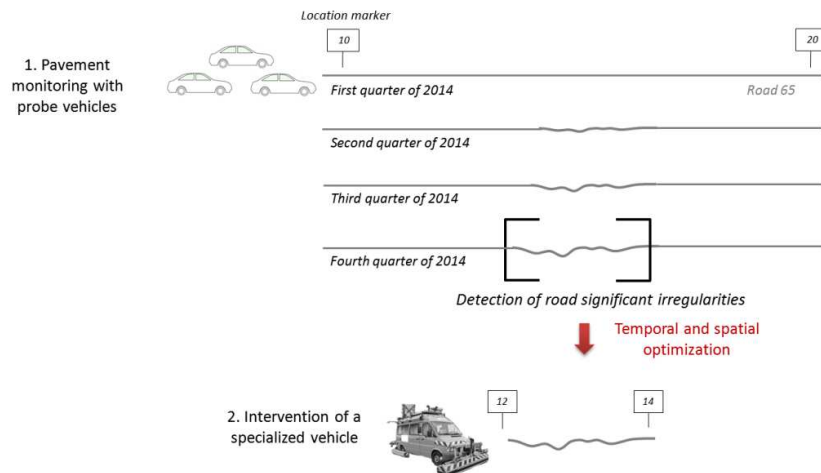 Location marker
10
20
1. Pavement
monitoring with
probe vehicles
First quarter of 2014
Road 65
Second quarter of 2014
Third quarter of 2014
Fourth quarter of 2014
Detection of road significant irregularities
Temporal and spatial
optimization
12
14
2. Intervention of a
specialized vehicle